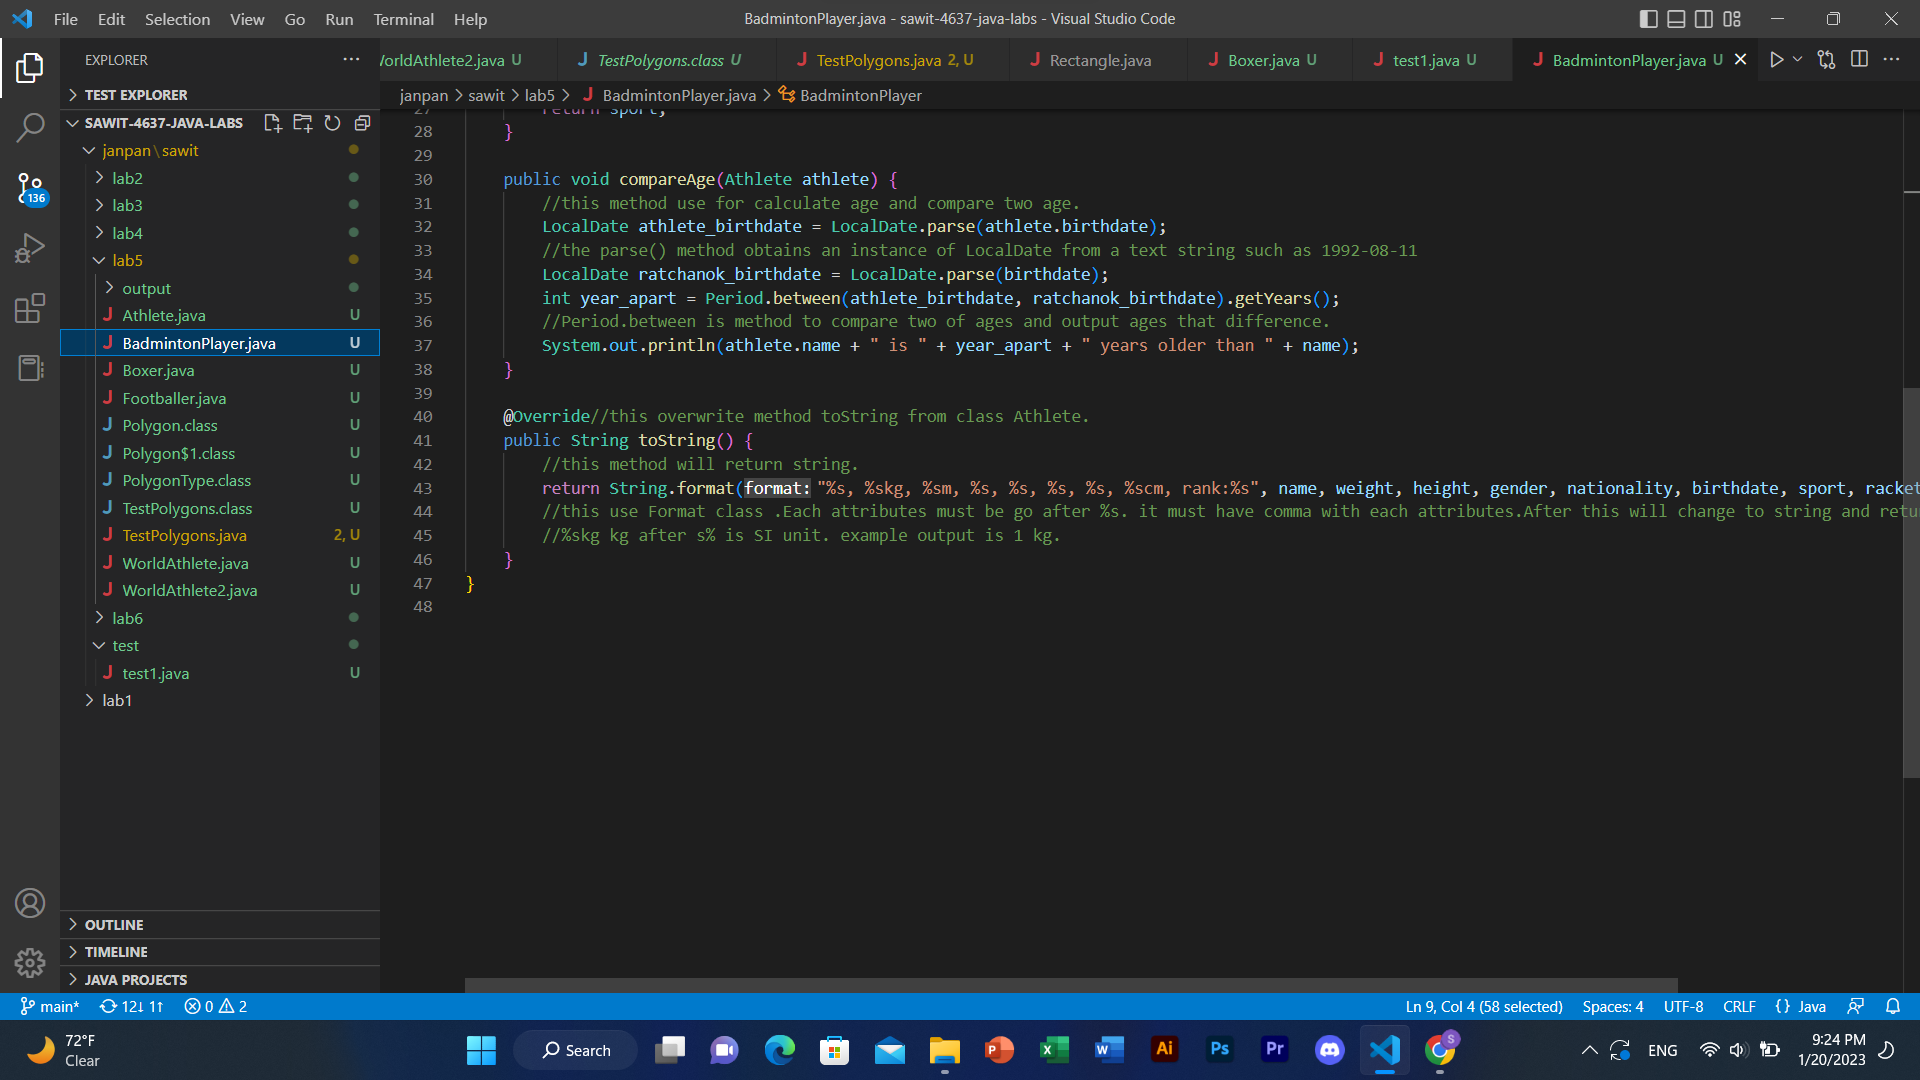 File Edit Selection View Go Run Terminal Help
BadmintonPlayer.java - sawit-4637-java-labs - Visual Studio Code
EXPLORER
orldAthlete2.java U
TestPolygons.class U
TestPolygons.java 2, U
Rectangle.java
Boxer.java U
test1.java U
BadmintonPlayer.java U
janpan > sawit > lab5 > BadmintonPlayer.java > BadmintonPlayer
TEST EXPLORER
SAWIT-4637-JAVA-LABS
janpan\sawit
lab2
lab3
lab4
lab5
output
Athlete.java U
BadmintonPlayer.java U
Boxer.java U
Footballer.java U
Polygon.class U
Polygon$1.class U
PolygonType.class U
TestPolygons.class U
TestPolygons.java 2, U
WorldAthlete.java U
WorldAthlete2.java U
lab6
test
test1.java U
lab1
OUTLINE
TIMELINE
JAVA PROJECTS
27 return sport;
28 }
29
30 public void compareAge(Athlete athlete) {
31 //this method use for calculate age and compare two age.
32 LocalDate athlete_birthdate = LocalDate.parse(athlete.birthdate);
33 //the parse() method obtains an instance of LocalDate from a text string such as 1992-08-11
34 LocalDate ratchanok_birthdate = LocalDate.parse(birthdate);
35 int year_apart = Period.between(athlete_birthdate, ratchanok_birthdate).getYears();
36 //Period.between is method to compare two of ages and output ages that difference.
37 System.out.println(athlete.name + " is " + year_apart + " years older than " + name);
38 }
39
40 @Override//this overwrite method toString from class Athlete.
41 public String toString() {
42 //this method will return string.
43 return String.format(format: "%s, %skg, %sm, %s, %s, %s, %s, %scm, rank:%s", name, weight, height, gender, nationality, birthdate, sport, racket
44 //this use Format class .Each attributes must be go after %s. it must have comma with each attributes.After this will change to string and retu
45 //%skg kg after s% is SI unit. example output is 1 kg.
46 }
47 }
48
136
main* 12↓ 1↑ 0 2
Ln 9, Col 4 (58 selected) Spaces: 4 UTF-8 CRLF {} Java
72°F
Clear
Search
P X W Ai Ps Pr S
ENG
9:24 PM
1/20/2023